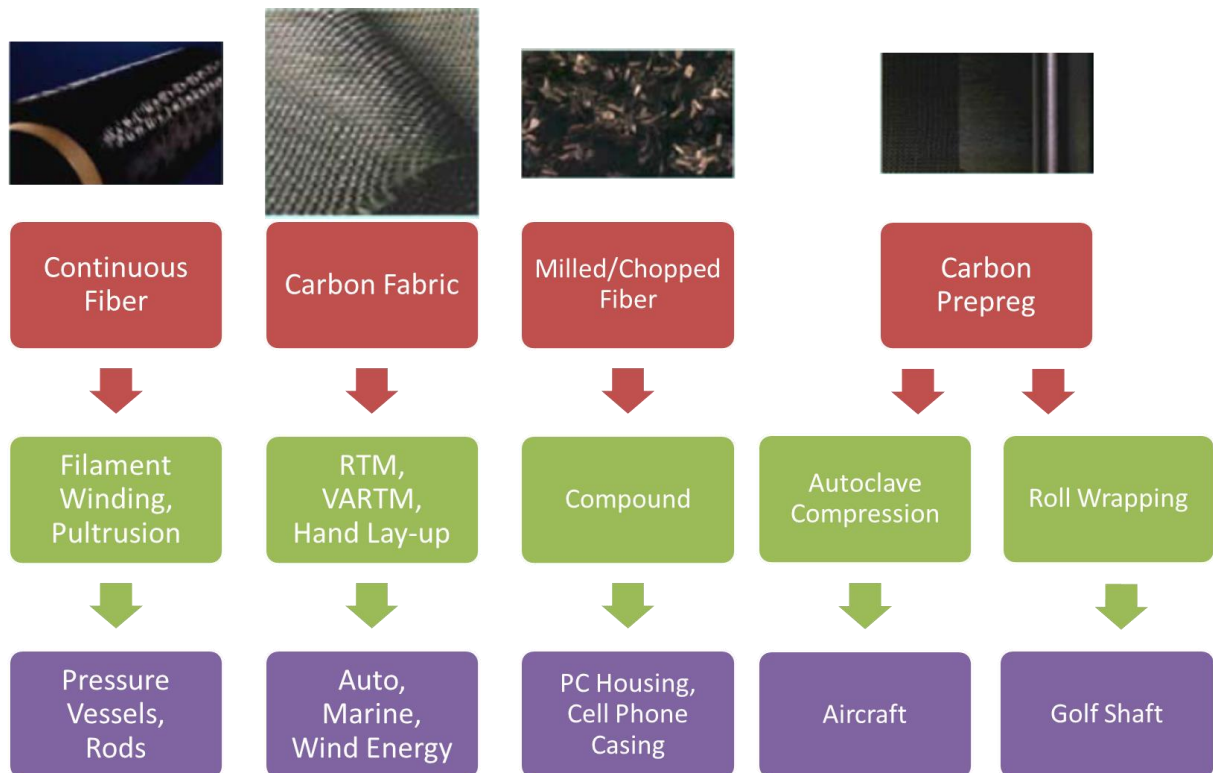 Continuous
Fiber
Carbon Fabric
Milled/Chopped
Fiber
Carbon
Prepreg
Filament
Winding,
Pultrusion
RTM,
VARTM,
Hand Lay-up
Compound
Autoclave
Compression
Roll Wrapping
Pressure
Vessels,
Rods
Auto,
Marine,
Wind Energy
PC Housing,
Cell Phone
Casing
Aircraft
Golf Shaft